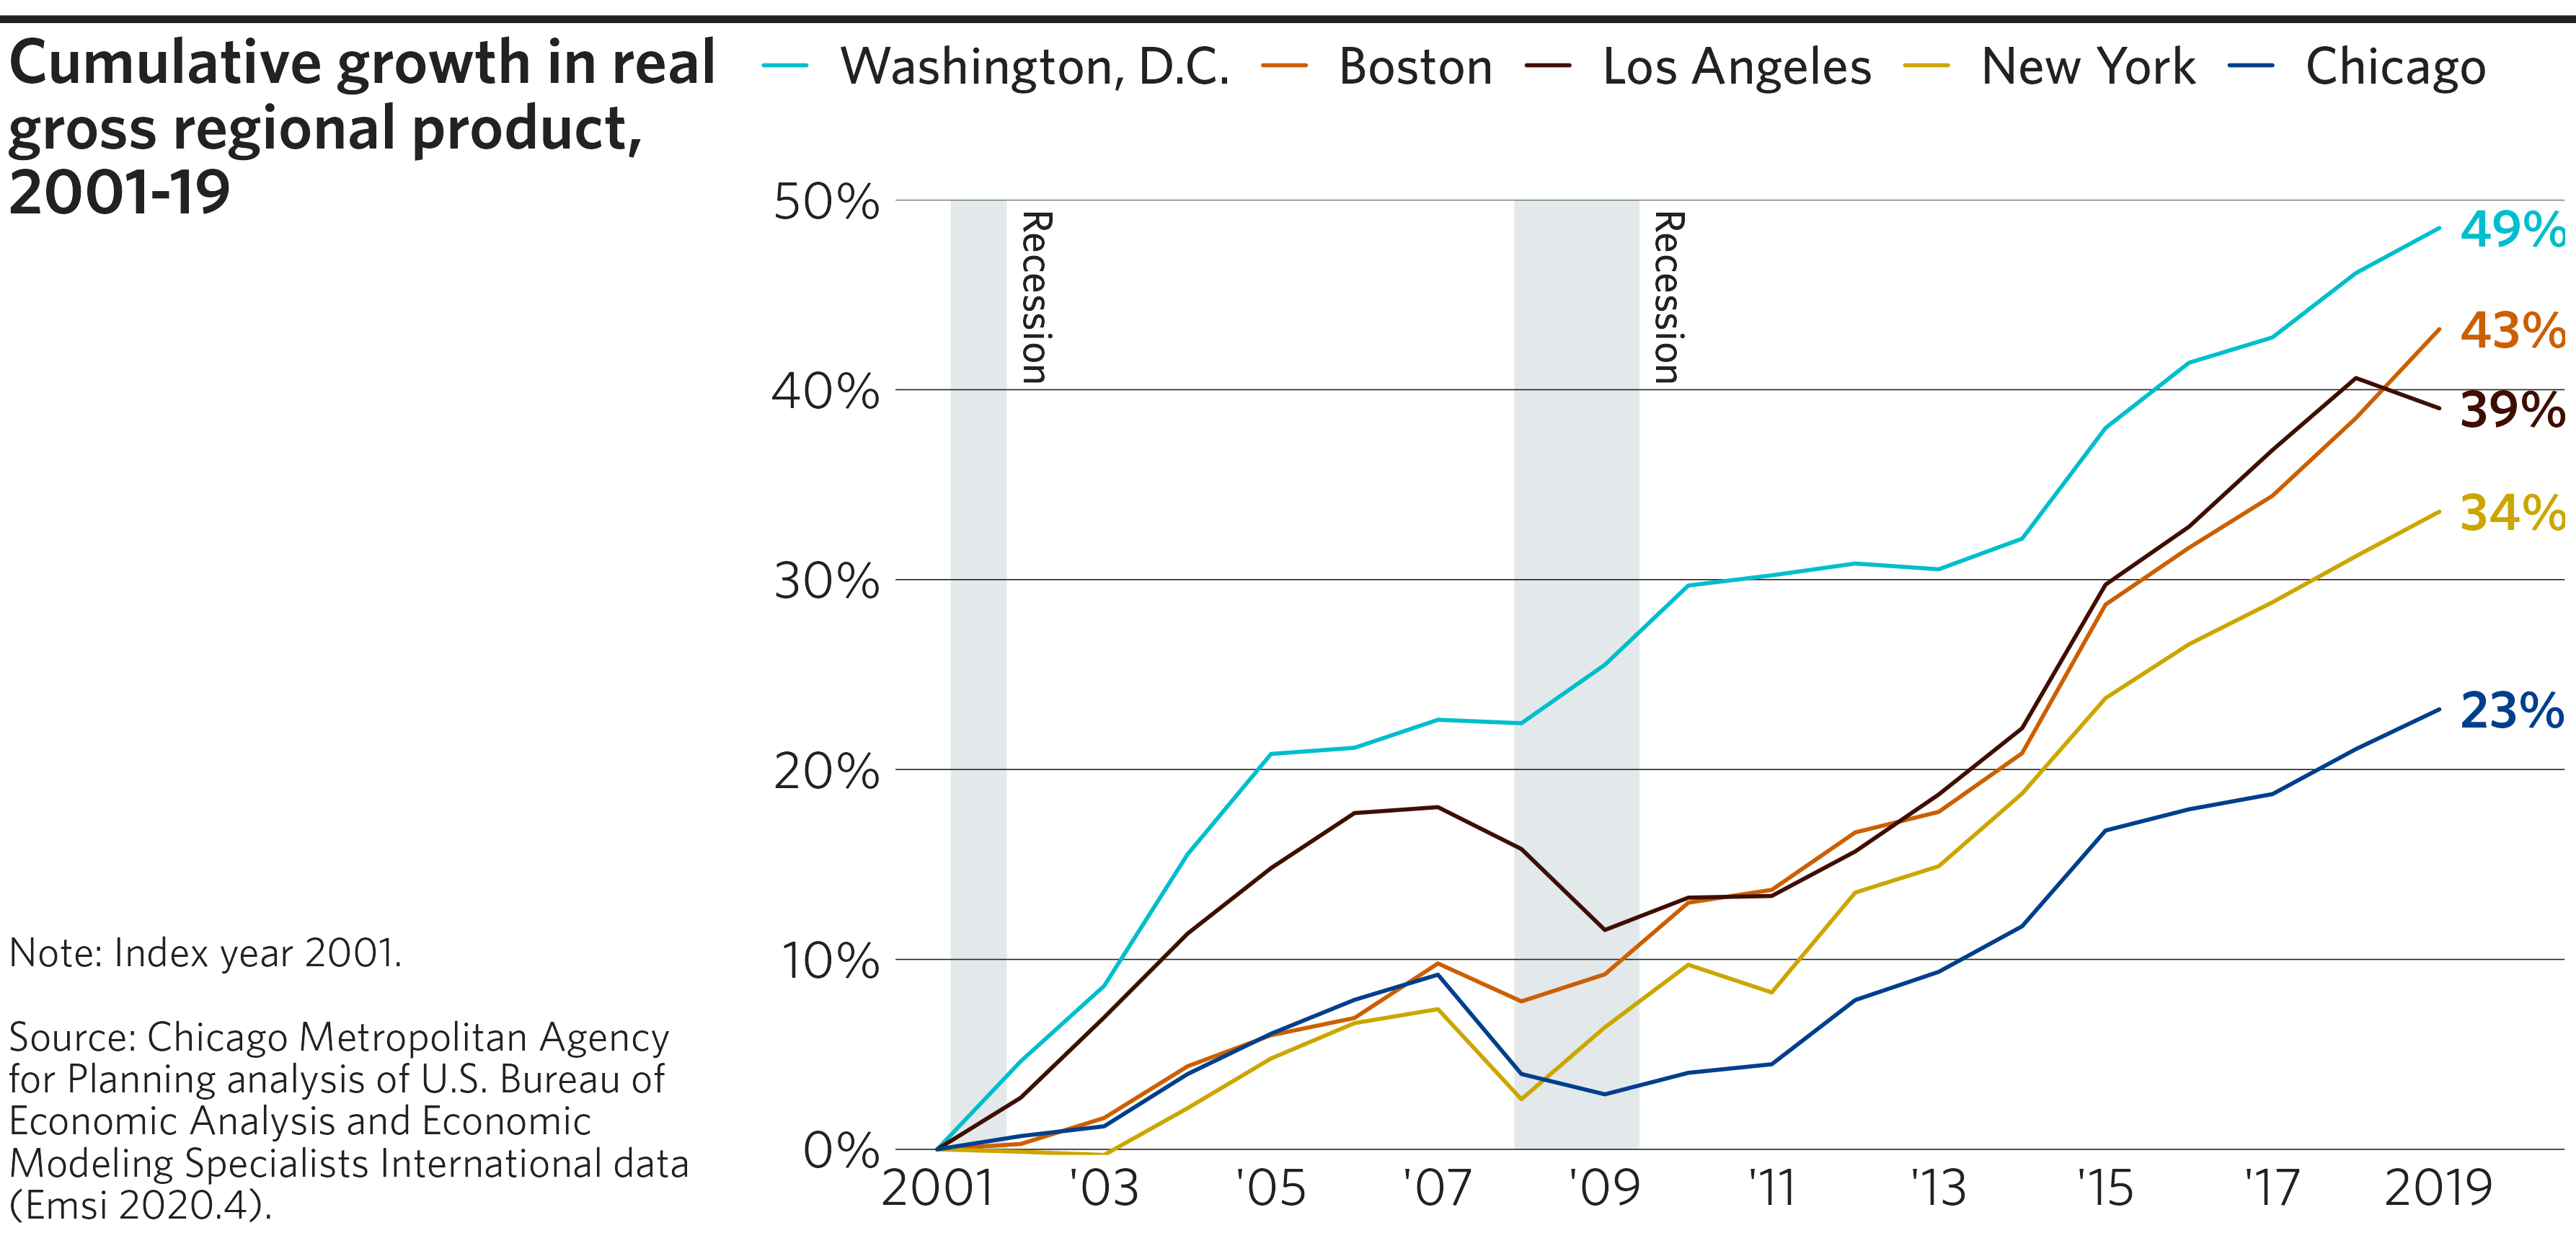 Cumulative growth in real
gross regional product,
2001-19
Washington, D.C. Boston Los Angeles New York Chicago
50%
40%
30%
20%
10%
0%
Recession
Recession
49%
43%
39%
34%
23%
2001 '03 '05 '07 '09 '11 '13 '15 '17 2019
Note: Index year 2001.
Source: Chicago Metropolitan Agency
for Planning analysis of U.S. Bureau of
Economic Analysis and Economic
Modeling Specialists International data
(Emsi 2020.4).